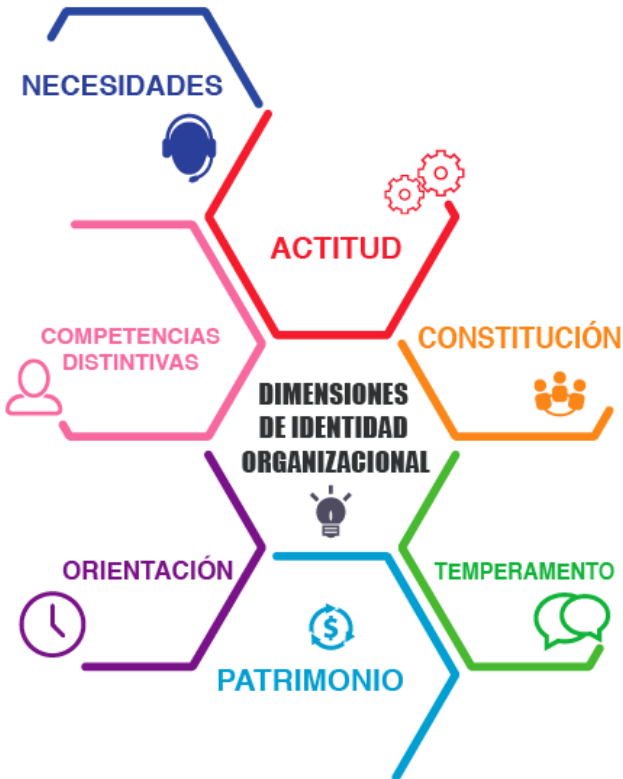 NECESIDADES
ACTITUD
COMPETENCIAS
DISTINTIVAS
CONSTITUCIÓN
DIMENSIONES
DE IDENTIDAD
ORGANIZACIONAL
ORIENTACIÓN
TEMPERAMENTO
$
PATRIMONIO